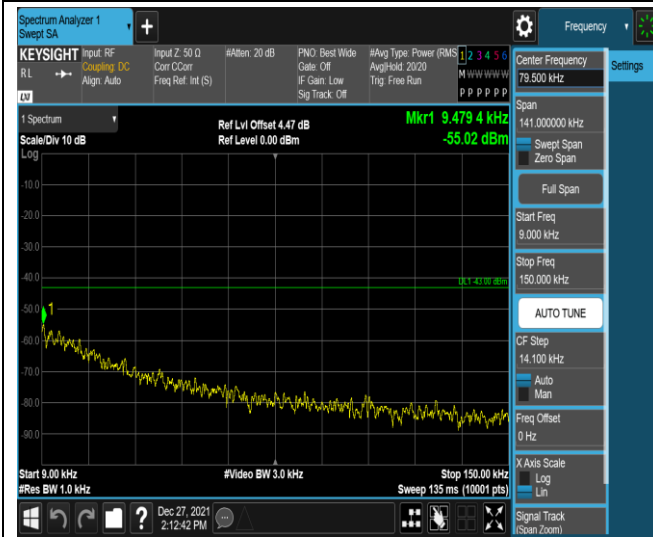 Spectrum Analyzer 1
Swept SA
+
Frequency
KEYSIGHT
RL
LXI
Input: RF
Coupling: DC
Align: Auto
Input Z: 50 Ω
Corr CCorr
Freq Ref: Int (S)
#Atten: 20 dB
PNO: Best Wide
Gate: Off
IF Gain: Low
Sig Track: Off
#Avg Type: Power (RMS
Avg|Hold: 20/20
Trig: Free Run
1 2 3 4 5 6
M W W W W W
P P P P P P
Center Frequency
79.500 kHz
Settings
Span
141.000000 kHz
Swept Span
Zero Span
Full Span
Start Freq
9.000 kHz
Stop Freq
150.000 kHz
AUTO TUNE
CF Step
14.100 kHz
Auto
Man
Freq Offset
0 Hz
X Axis Scale
Log
Lin
Signal Track
(Span Zoom)
1 Spectrum
Scale/Div 10 dB
Log
Ref Lvl Offset 4.47 dB
Ref Level 0.00 dBm
Mkr1 9.479 4 kHz
-55.02 dBm
-10.0
-20.0
-30.0
-40.0
DL1 -43.00 dBm
-50.0
1
-60.0
-70.0
-80.0
-90.0
Start 9.00 kHz
#Res BW 1.0 kHz
#Video BW 3.0 kHz
Stop 150.00 kHz
Sweep 135 ms (10001 pts)
?
Dec 27, 2021
2:12:42 PM